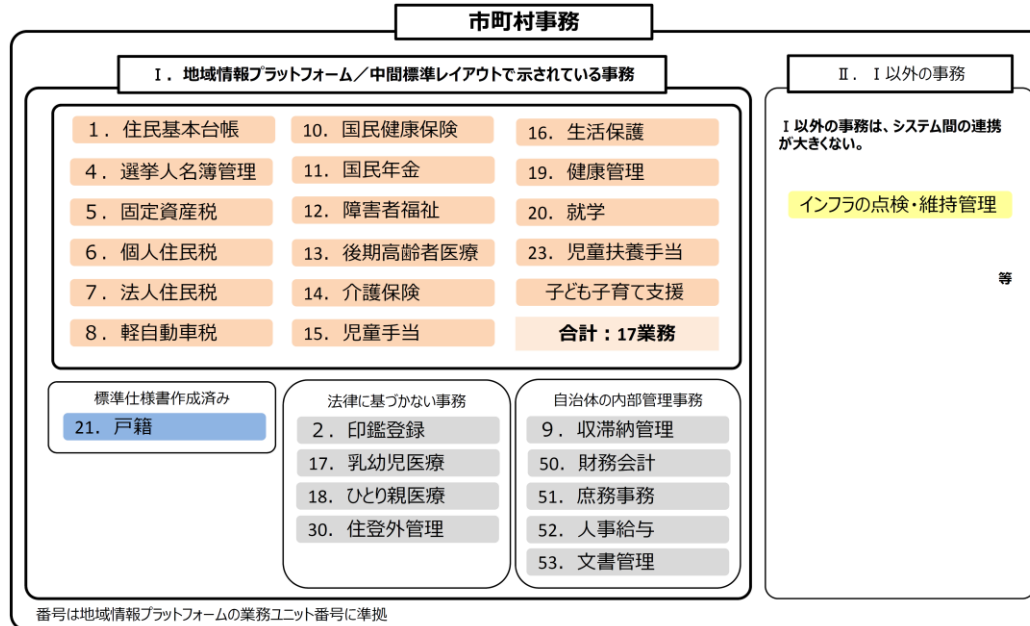 市町村事務
Ⅰ．地域情報プラットフォーム／中間標準レイアウトで示されている事務
１．住民基本台帳
４．選挙人名簿管理
５．固定資産税
６．個人住民税
７．法人住民税
８．軽自動車税
10．国民健康保険
11．国民年金
12．障害者福祉
13．後期高齢者医療
14．介護保険
15．児童手当
16．生活保護
19．健康管理
20．就学
23．児童扶養手当
子ども子育て支援
合計：17業務
標準仕様書作成済み
21．戸籍
法律に基づかない事務
２．印鑑登録
17．乳幼児医療
18．ひとり親医療
30．住登外管理
自治体の内部管理事務
９．収滞納管理
50．財務会計
51．庶務事務
52．人事給与
53．文書管理
Ⅱ．Ⅰ以外の事務
Ⅰ以外の事務は、システム間の連携
が大きくない。
インフラの点検・維持管理
等
番号は地域情報プラットフォームの業務ユニット番号に準拠